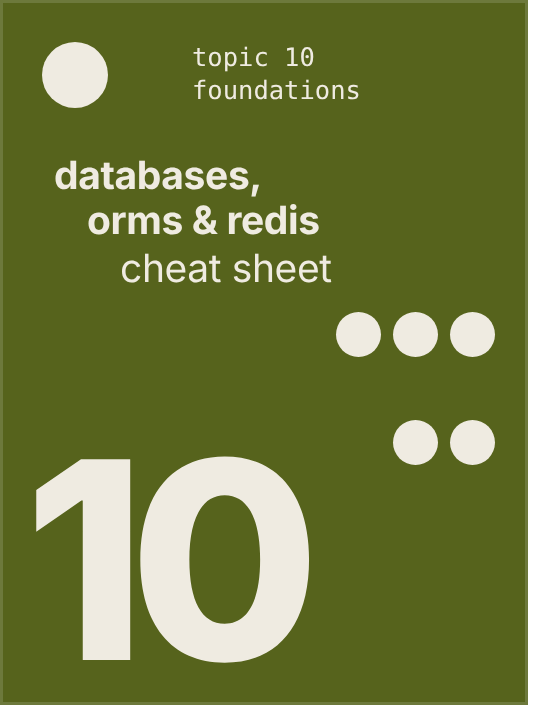 topic 10
foundations
databases,
orms & redis
cheat sheet
10